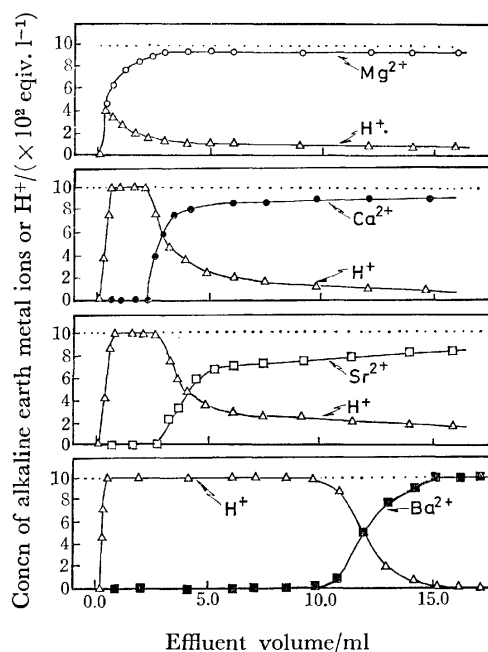 Concn of alkaline earth metal ions or H⁺/(×10² eqiv. l⁻¹)
10
8
6
4
2
0
Mg²⁺
H⁺.
10
8
6
4
2
0
Ca²⁺
H⁺
10
8
6
4
2
0
Sr²⁺
H⁺
10
8
6
4
2
0
H⁺
Ba²⁺
0.0 5.0 10.0 15.0
Effluent volume/ml